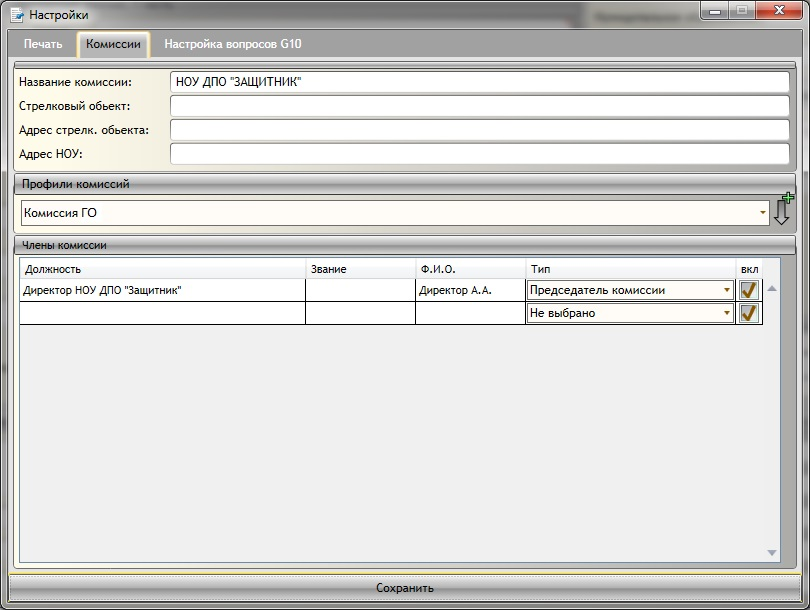 Настройки
Печать Комиссии Настройка вопросов G10
Название комиссии: НОУ ДПО "ЗАЩИТНИК"
Стрелковый обьект:
Адрес стрелк. обьекта:
Адрес НОУ:
Профили комиссий
Комиссия ГО
Члены комиссии
Должность Звание Ф.И.О. Тип вкл
Директор НОУ ДПО "Защитник" Директор А.А. Председатель комиссии
Не выбрано
Сохранить